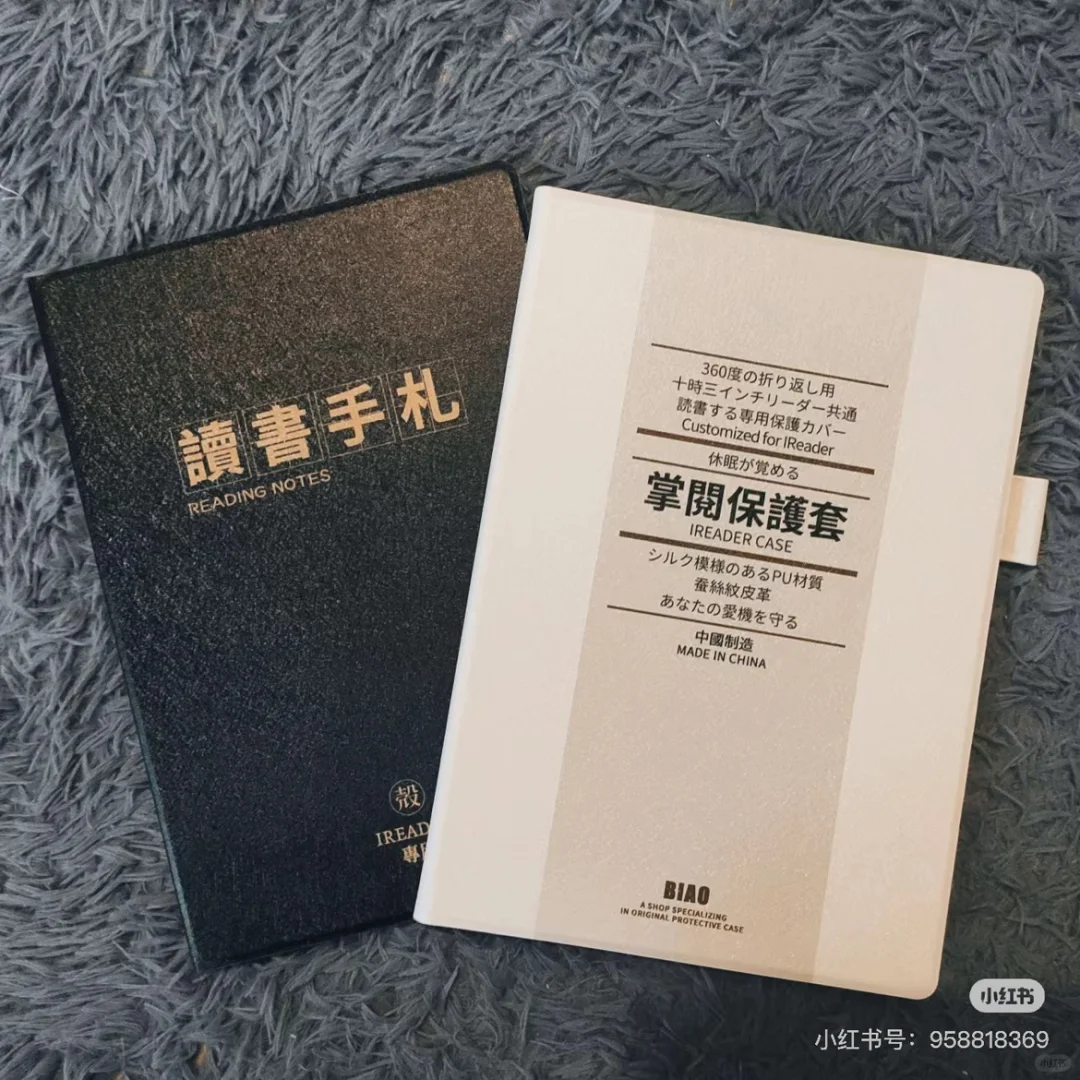 讀書手札
READING NOTES
殼
IREAD
專
360度の折り返し用
十時三インチリーダー共通
読書する専用保護カバー
Customized for IReader
休眠が覚める
掌閱保護套
IREADER CASE
シルク模様のあるPU材質
蚕絲紋皮革
あなたの愛機を守る
中國制造
MADE IN CHINA
BIAO
A SHOP SPECIALIZING
IN ORIGINAL PROTECTIVE CASE
小红书
小红书号：958818369
小红书